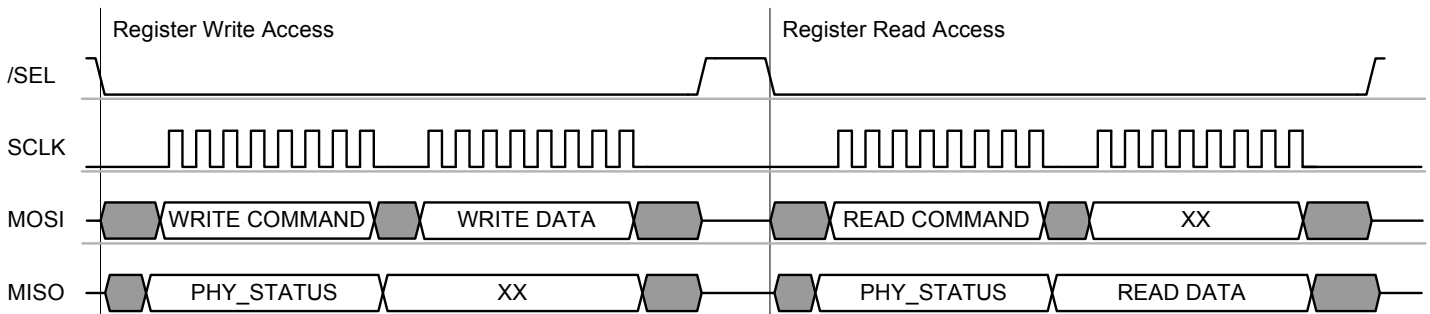 Register Write Access Register Read Access
/SEL
SCLK
MOSI WRITE COMMAND WRITE DATA READ COMMAND XX
MISO PHY_STATUS XX PHY_STATUS READ DATA